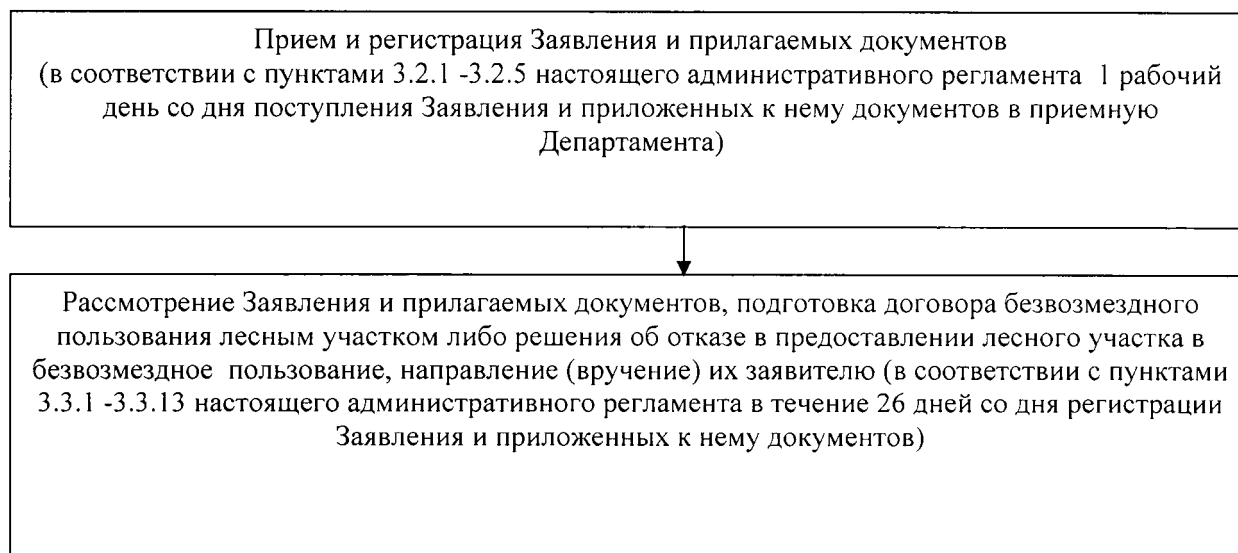 Прием и регистрация Заявления и прилагаемых документов
(в соответствии с пунктами 3.2.1 -3.2.5 настоящего административного регламента 1 рабочий
день со дня поступления Заявления и приложенных к нему документов в приемную
Департамента)
Рассмотрение Заявления и прилагаемых документов, подготовка договора безвозмездного
пользования лесным участком либо решения об отказе в предоставлении лесного участка в
безвозмездное пользование, направление (вручение) их заявителю (в соответствии с пунктами
3.3.1 -3.3.13 настоящего административного регламента в течение 26 дней со дня регистрации
Заявления и приложенных к нему документов)